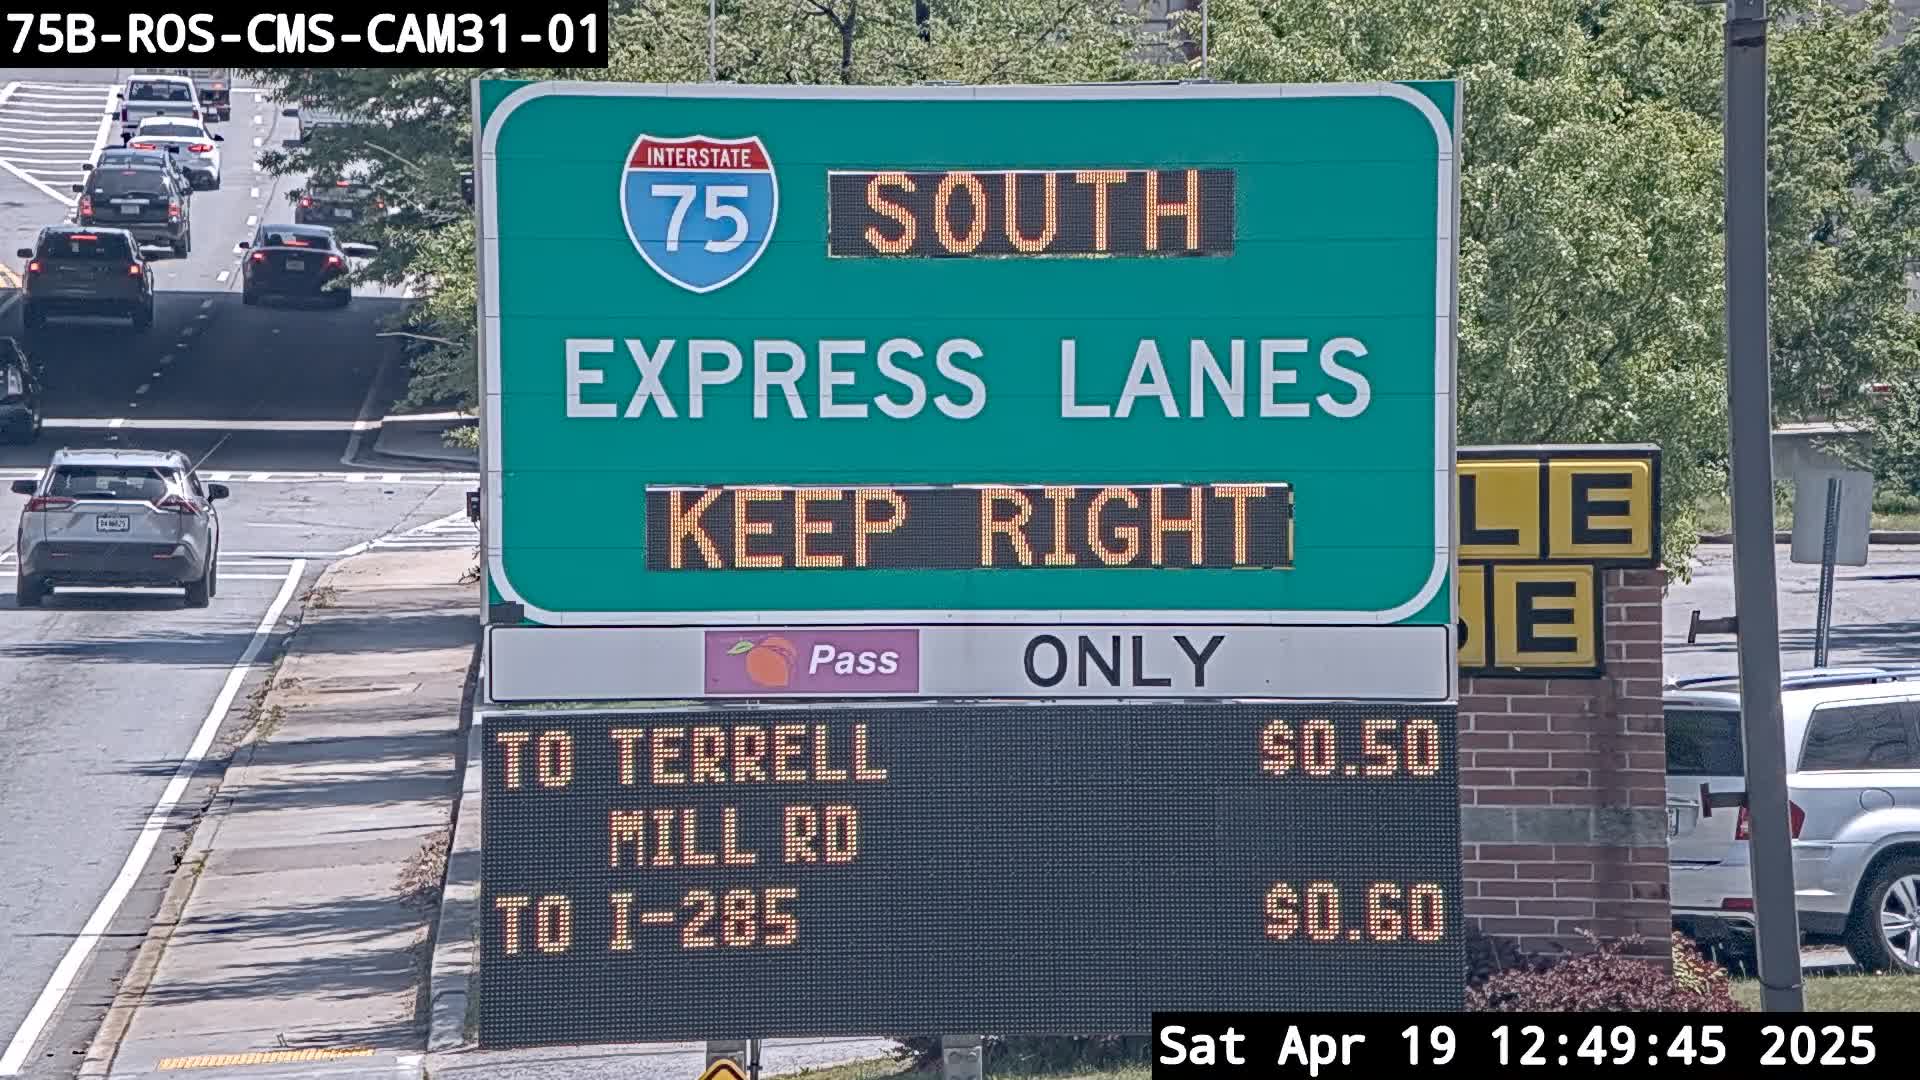 75B-ROS-CMS-CAM31-01
INTERSTATE
75
SOUTH
EXPRESS LANES
KEEP RIGHT
Pass ONLY
TO TERRELL $0.50
MILL RD
TO I-285 $0.60
LE
E
Sat Apr 19 12:49:45 2025